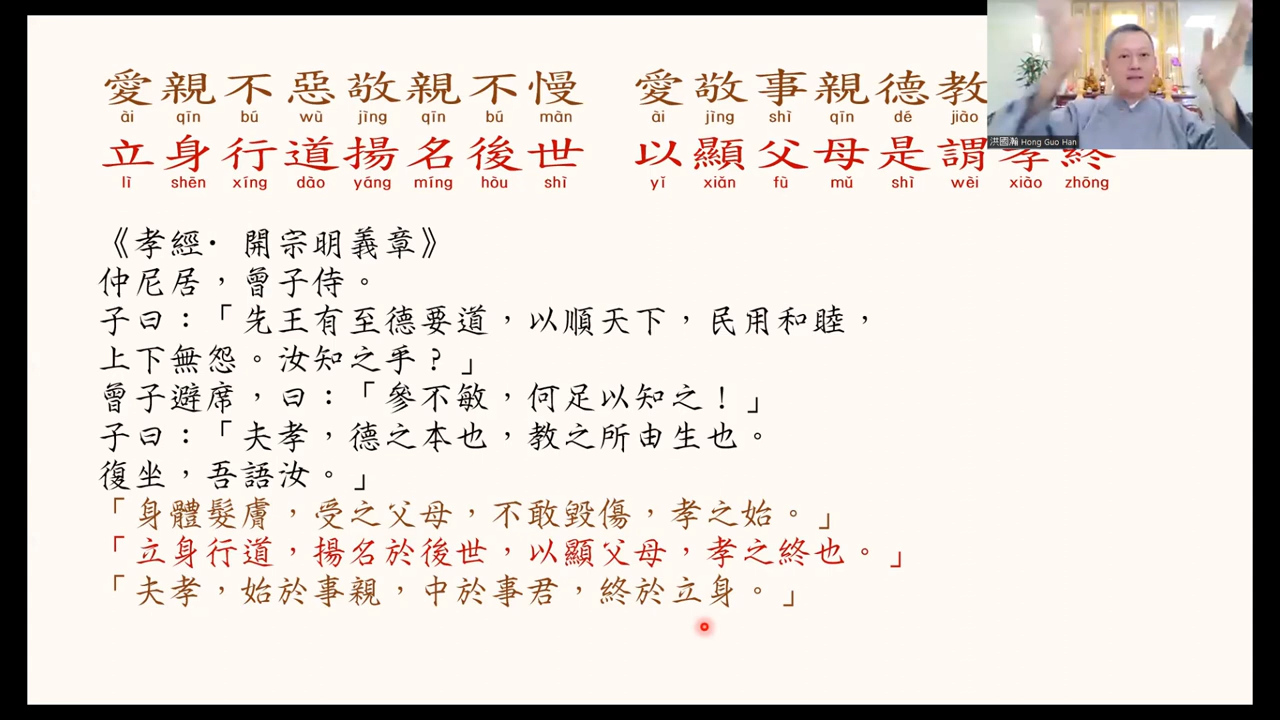 愛親不惡敬親不慢 愛敬事親德教
ài qīn bū wù jìng qīn bū màn ài jìng shì qīn dé jiào
立身行道揚名後世 以顯父母是謂孝終
lì shēn xíng dào yáng míng hòu shì yǐ xiǎn fù mǔ shì wèi xiào zhōng
洪國瀚 Hong Guo Han
《孝經·開宗明義章》
仲尼居，曾子侍。
子曰：「先王有至德要道，以順天下，民用和睦，
上下無怨。汝知之乎？」
曾子避席，曰：「參不敏，何足以知之！」
子曰：「夫孝，德之本也，教之所由生也。
復坐，吾語汝。」
「身體髮膚，受之父母，不敢毀傷，孝之始。」
「立身行道，揚名於後世，以顯父母，孝之終也。」
「夫孝，始於事親，中於事君，終於立身。」